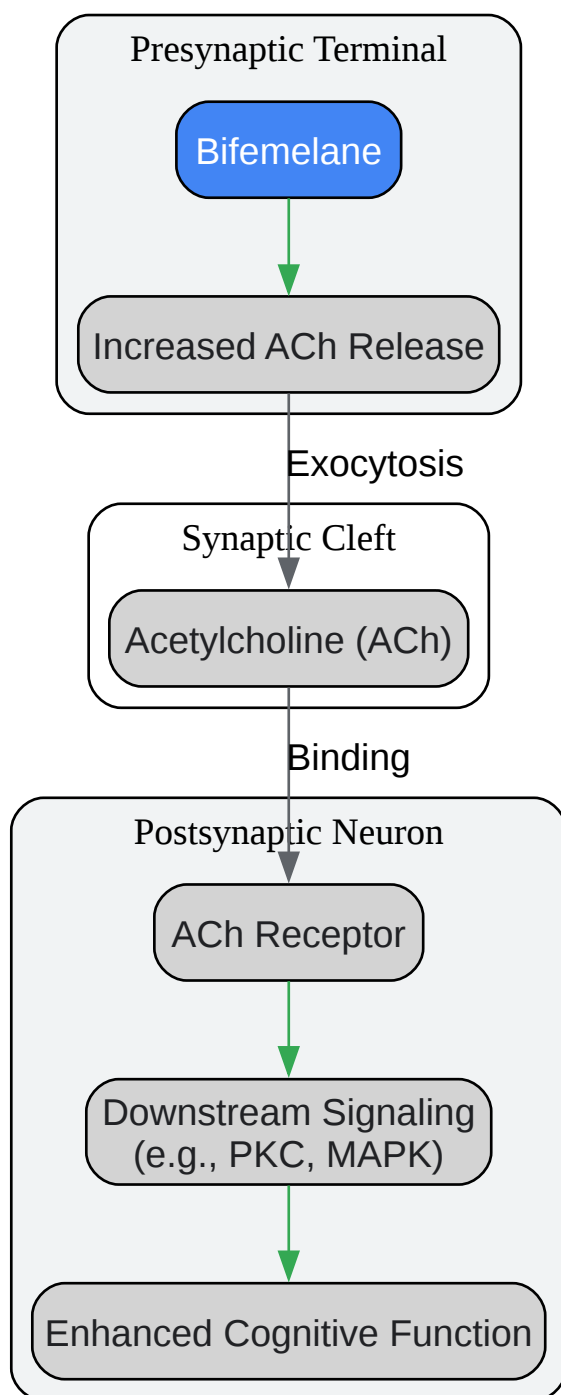 Presynaptic Terminal
Bifemelane
Increased ACh Release
Exocytosis
Synaptic Cleft
Acetylcholine (ACh)
Binding
Postsynaptic Neuron
ACh Receptor
Downstream Signaling
(e.g., PKC, MAPK)
Enhanced Cognitive Function